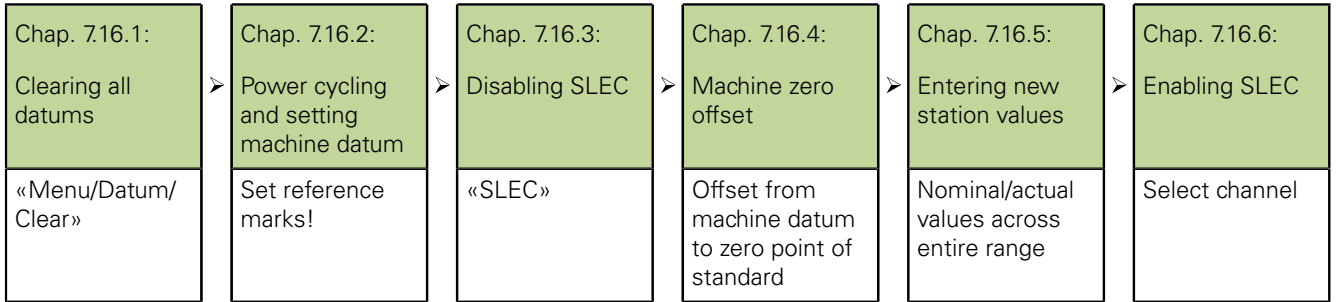 Chap. 7.16.1:
Clearing all
datums
«Menu/Datum/
Clear»
➢
Chap. 7.16.2:
Power cycling
and setting
machine datum
Set reference
marks!
➢
Chap. 7.16.3:
Disabling SLEC
«SLEC»
➢
Chap. 7.16.4:
Machine zero
offset
Offset from
machine datum
to zero point of
standard
➢
Chap. 7.16.5:
Entering new
station values
Nominal/actual
values across
entire range
➢
Chap. 7.16.6:
Enabling SLEC
Select channel